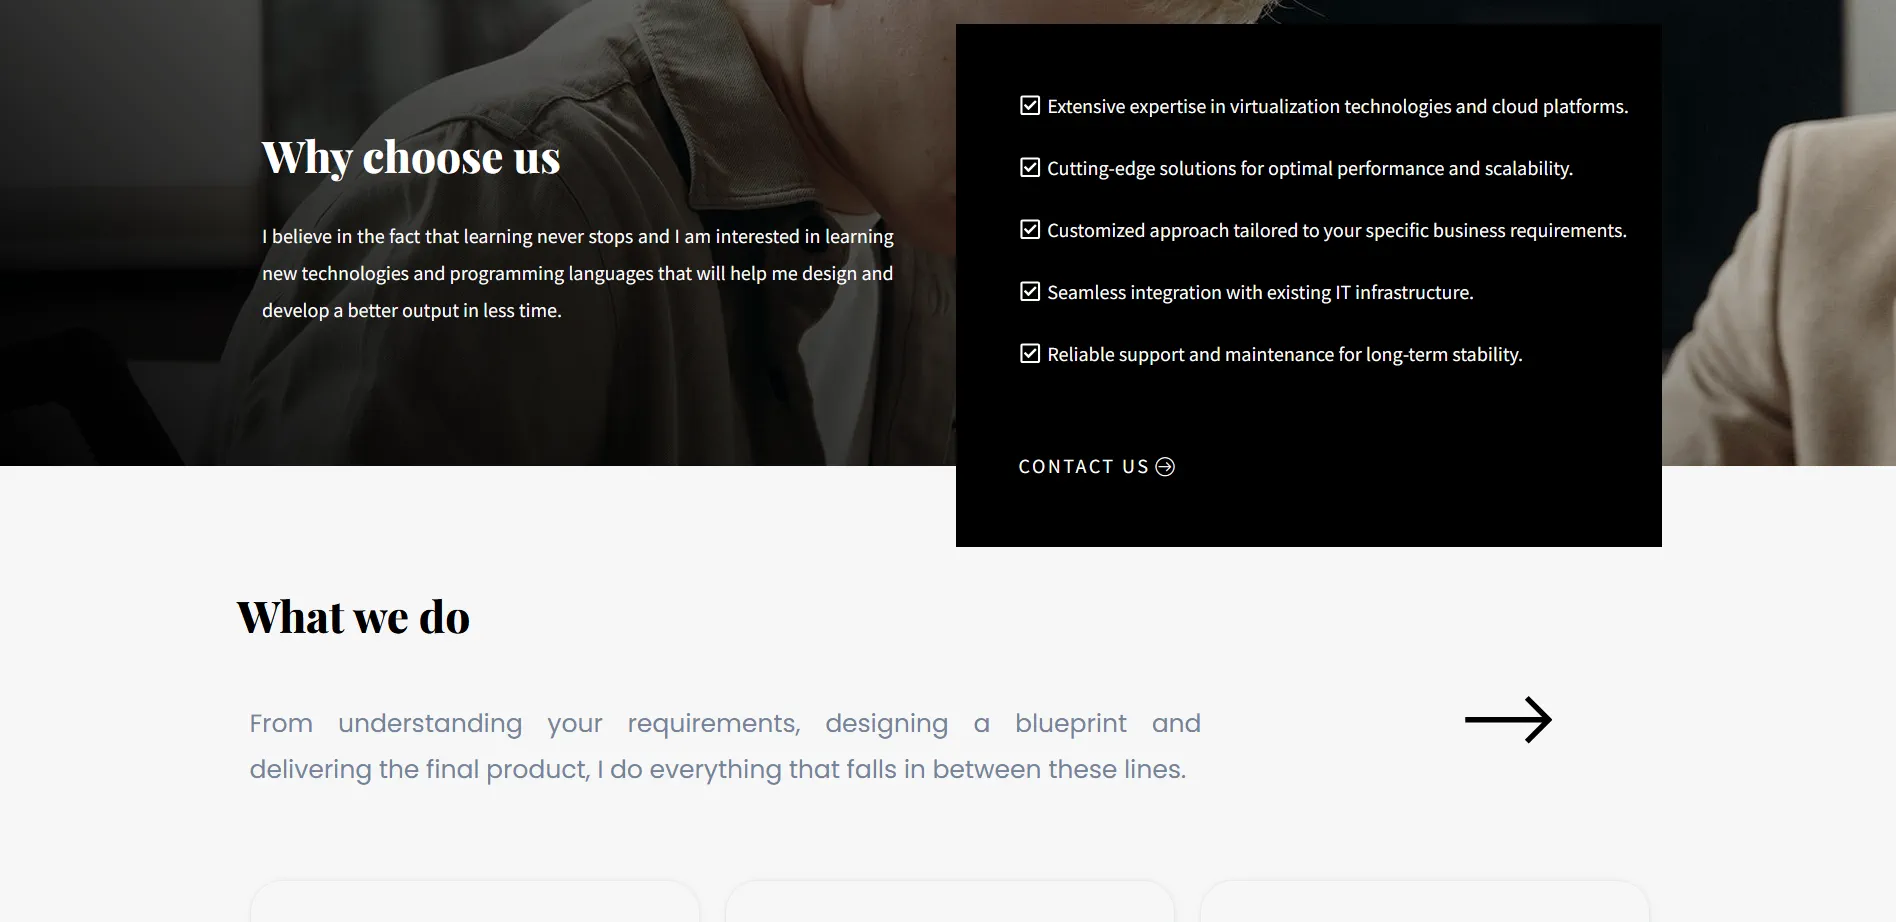 Why choose us
I believe in the fact that learning never stops and I am interested in learning
new technologies and programming languages that will help me design and
develop a better output in less time.
Extensive expertise in virtualization technologies and cloud platforms.
Cutting-edge solutions for optimal performance and scalability.
Customized approach tailored to your specific business requirements.
Seamless integration with existing IT infrastructure.
Reliable support and maintenance for long-term stability.
CONTACT US
What we do
From understanding your requirements, designing a blueprint and
delivering the final product, I do everything that falls in between these lines.